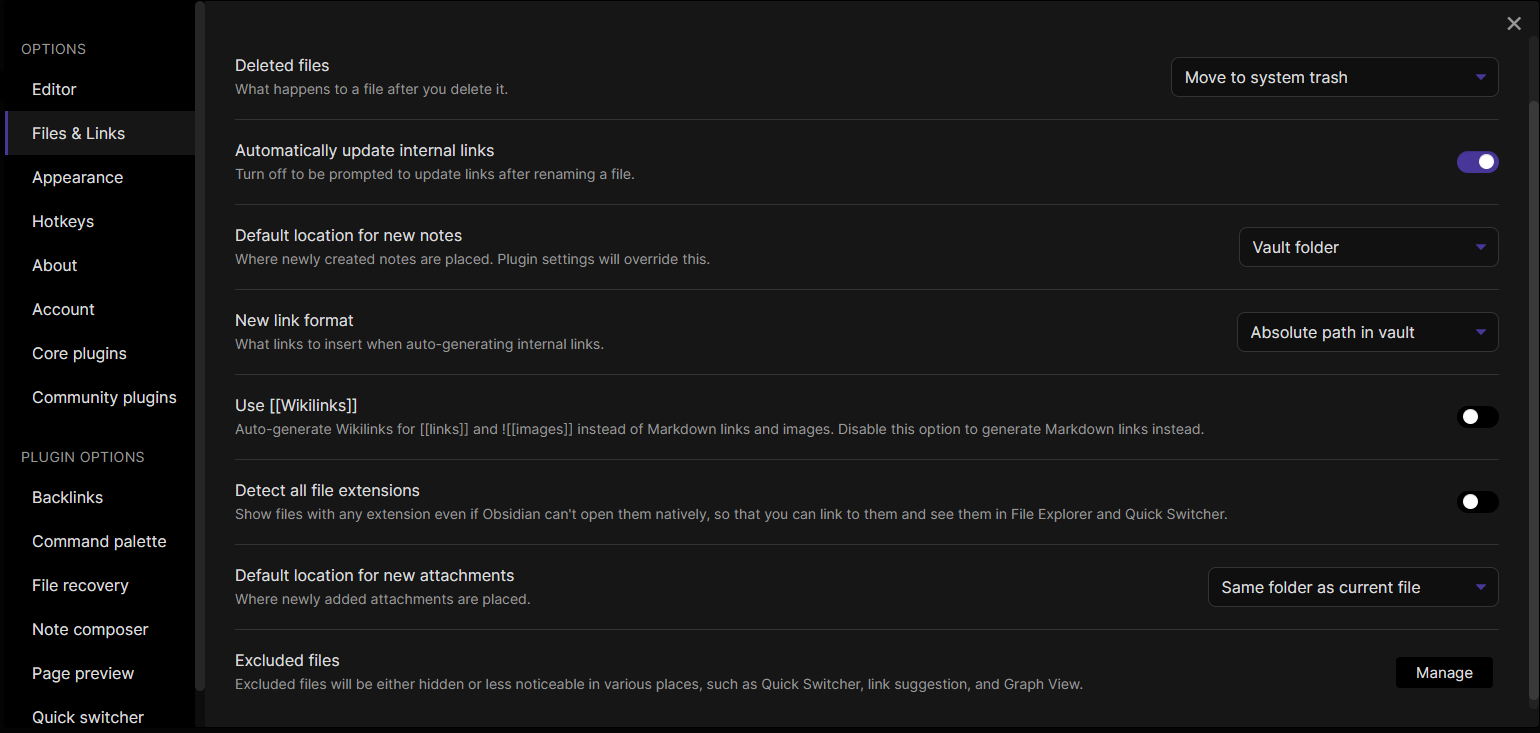 OPTIONS
Editor
Files & Links
Appearance
Hotkeys
About
Account
Core plugins
Community plugins
PLUGIN OPTIONS
Backlinks
Command palette
File recovery
Note composer
Page preview
Quick switcher
Deleted files
What happens to a file after you delete it.
Move to system trash
Automatically update internal links
Turn off to be prompted to update links after renaming a file.
Default location for new notes
Where newly created notes are placed. Plugin settings will override this.
Vault folder
New link format
What links to insert when auto-generating internal links.
Absolute path in vault
Use [[Wikilinks]]
Auto-generate Wikilinks for [[links]] and ![[images]] instead of Markdown links and images. Disable this option to generate Markdown links instead.
Detect all file extensions
Show files with any extension even if Obsidian can't open them natively, so that you can link to them and see them in File Explorer and Quick Switcher.
Default location for new attachments
Where newly added attachments are placed.
Same folder as current file
Excluded files
Excluded files will be either hidden or less noticeable in various places, such as Quick Switcher, link suggestion, and Graph View.
Manage